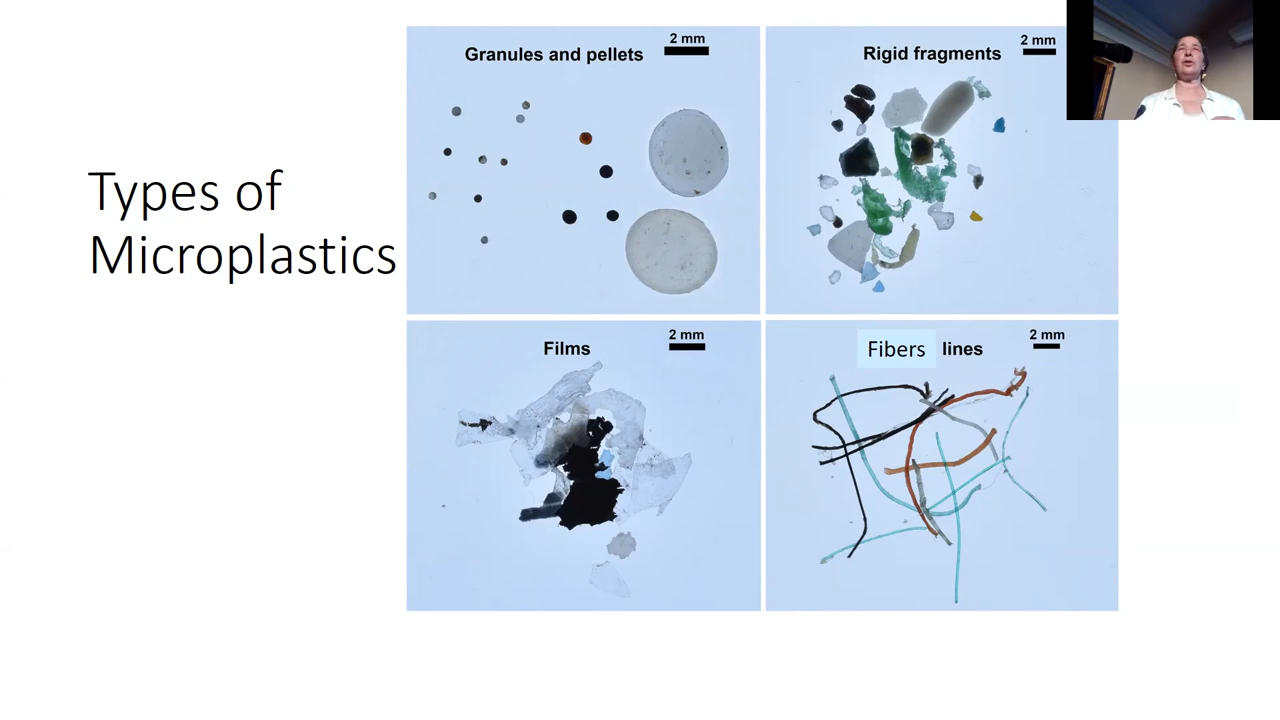 Types of
Microplastics
Granules and pellets
2 mm
Rigid fragments
2 mm
Films
2 mm
Fibers lines
2 mm